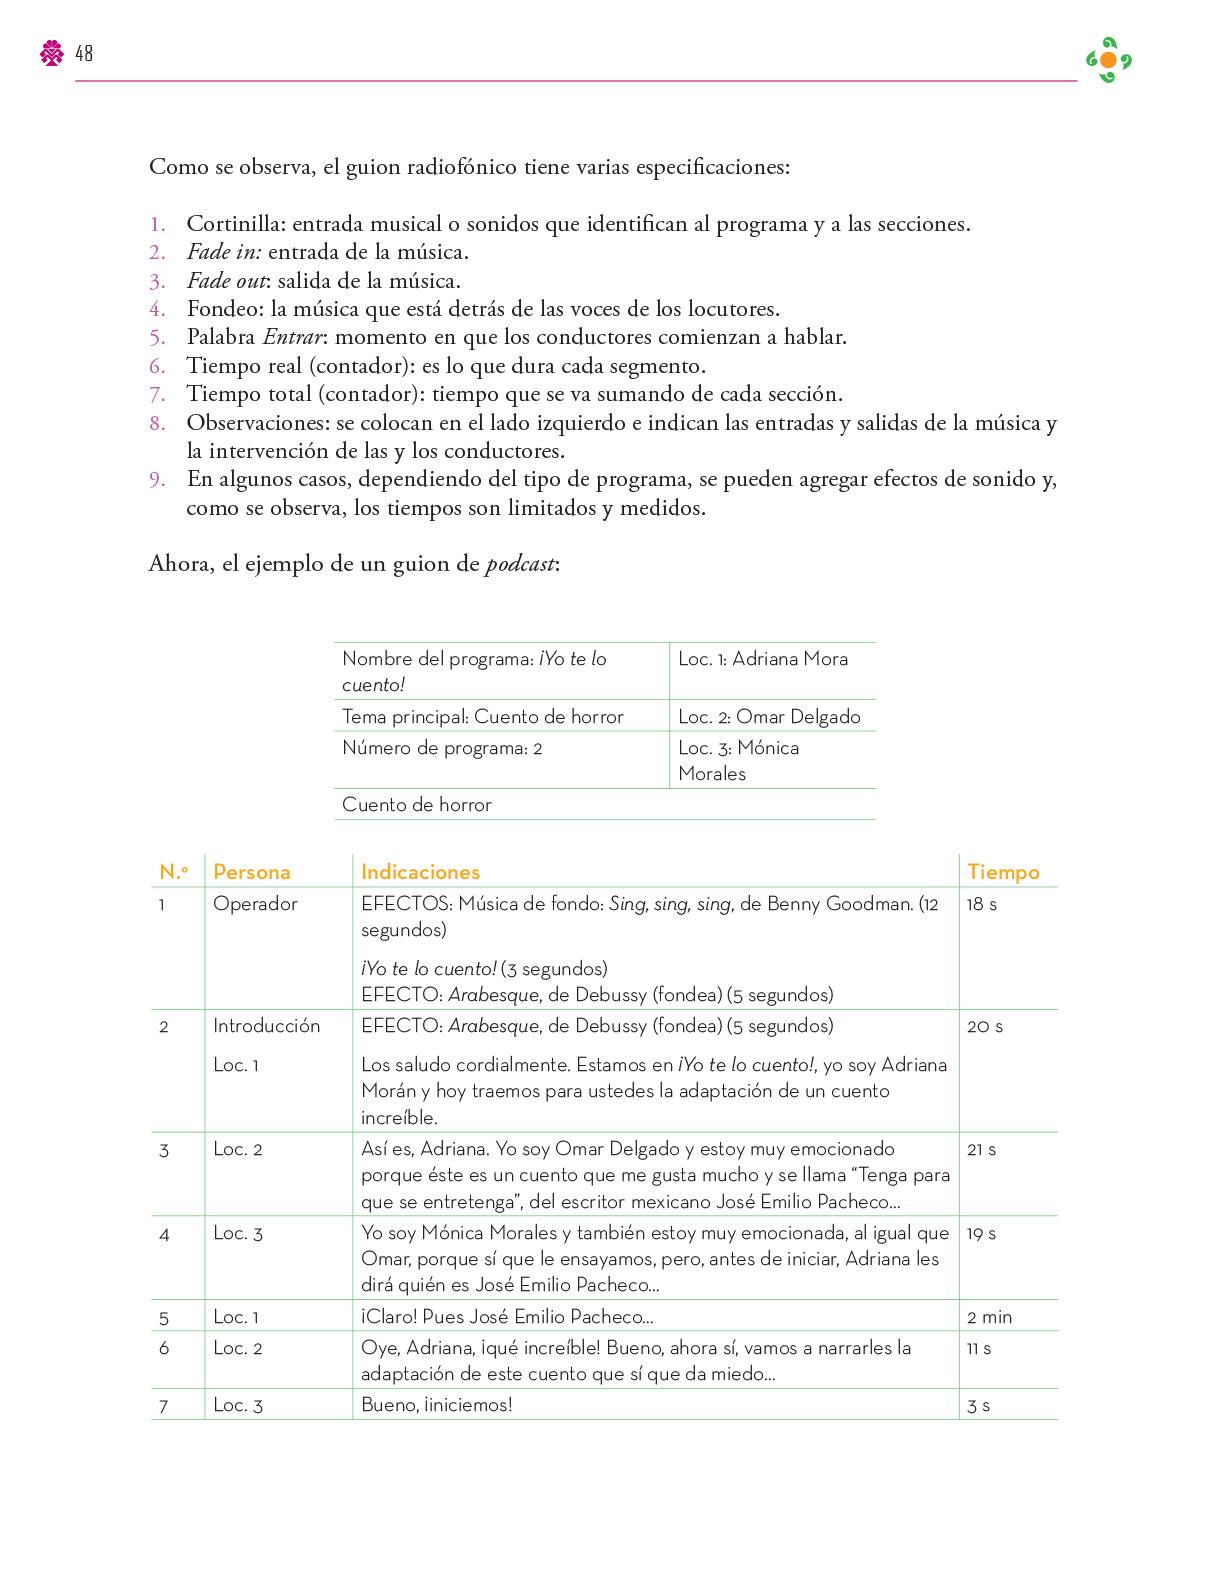 48
Como se observa, el guion radiofónico tiene varias especificaciones:
1. Cortinilla: entrada musical o sonidos que identifican al programa y a las secciones.
2. Fade in: entrada de la música.
3. Fade out: salida de la música.
4. Fondeo: la música que está detrás de las voces de los locutores.
5. Palabra Entrar: momento en que los conductores comienzan a hablar.
6. Tiempo real (contador): es lo que dura cada segmento.
7. Tiempo total (contador): tiempo que se va sumando de cada sección.
8. Observaciones: se colocan en el lado izquierdo e indican las entradas y salidas de la música y
la intervención de las y los conductores.
9. En algunos casos, dependiendo del tipo de programa, se pueden agregar efectos de sonido y,
como se observa, los tiempos son limitados y medidos.
Ahora, el ejemplo de un guion de podcast:
Nombre del programa: ¡Yo te lo
cuento!
Loc. 1: Adriana Mora
Tema principal: Cuento de horror
Loc. 2: Omar Delgado
Número de programa: 2
Loc. 3: Mónica
Morales
Cuento de horror
N.º Persona Indicaciones Tiempo
1 Operador EFECTOS: Música de fondo: Sing, sing, sing, de Benny Goodman. (12 18 s
segundos)
¡Yo te lo cuento! (3 segundos)
EFECTO: Arabesque, de Debussy (fondea) (5 segundos)
2 Introducción EFECTO: Arabesque, de Debussy (fondea) (5 segundos) 20 s
Loc. 1 Los saludo cordialmente. Estamos en ¡Yo te lo cuento!, yo soy Adriana
Morán y hoy traemos para ustedes la adaptación de un cuento
increíble.
3 Loc. 2 Así es, Adriana. Yo soy Omar Delgado y estoy muy emocionado 21 s
porque éste es un cuento que me gusta mucho y se llama “Tenga para
que se entretenga”, del escritor mexicano José Emilio Pacheco...
4 Loc. 3 Yo soy Mónica Morales y también estoy muy emocionada, al igual que 19 s
Omar, porque sí que le ensayamos, pero, antes de iniciar, Adriana les
dirá quién es José Emilio Pacheco...
5 Loc. 1 ¡Claro! Pues José Emilio Pacheco... 2 min
6 Loc. 2 Oye, Adriana, ¡qué increíble! Bueno, ahora sí, vamos a narrarles la 11 s
adaptación de este cuento que sí que da miedo...
7 Loc. 3 Bueno, ¡iniciemos! 3 s